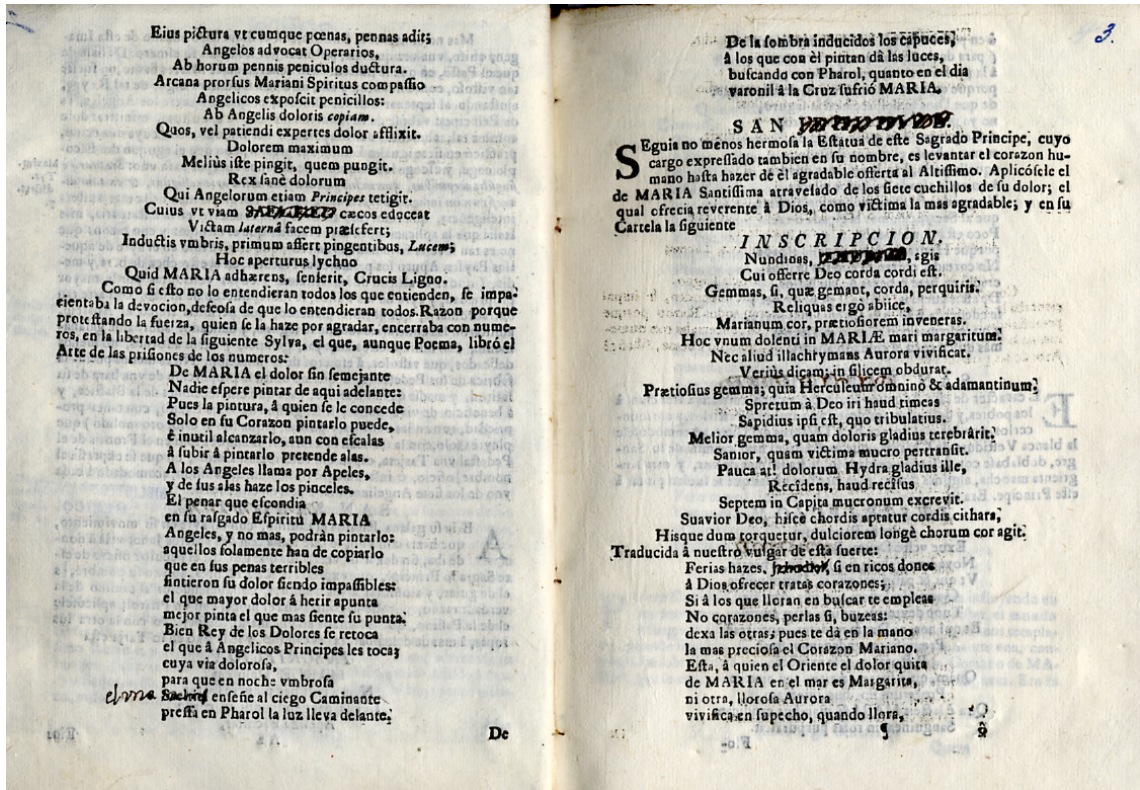 Eius pictura vt cumque pœnas, pennas adit;
Angelos advocat Operarios,
Ab horum pennis peniculos ductura.
Arcana prorsus Mariani Spiritus compassio
Angelicos exposcit penicillos:
Ab Angelis doloris copiam.
Quos, vel patiendi expertes dolor afflixit.
Dolorem maximum
Meliùs iste pingit, quem pungit.
Rex sanè dolorum
Qui Angelorum etiam Principes tetigit.
Cuius vt viam cæcos edoceat
Victam laternâ facem præfefert;
Inductis vmbris, primum affert pingentibus, Lucem;
Hoc aperturus lychno
Quid MARIA adhærens, senserit, Crucis Ligno.
Como si esto no lo entendieran todos los que entienden, se impa-
cientaba la devocion, deseosa de que lo entendieran todos. Razon porque
protestando la fuerza, quien se la haze por agradar, encerraba con nume-
ros, en la libertad de la siguiente Sylva, el que, aunque Poema, librò el
Arte de las prisiones de los numeros.
De MARIA el dolor sin semejante
Nadie espere pintar de aqui adelante:
Pues la pintura, à quien se le concede
Solo en su Corazon pintarlo puede,
è inutil alcanzarlo, aun con escalas
à subir à pintarlo pretende alas.
A los Angeles llama por Apeles,
y de sus alas haze los pinceles.
El penar que escondia
en su rasgado Espiritu MARIA
Angeles, y no mas, podràn pintarlo:
aquellos solamente han de copiarlo
que en sus penas terribles
sintieron su dolor siendo impassibles:
el que mayor dolor à herir apunta
mejor pinta el que mas siente su punta.
Bien Rey de los Dolores se retoca
el que à Angelicos Principes les toca;
cuya via dolorosa,
para que en noche vmbrosa
enseñe al ciego Caminante
pressa en Pharol la luz lleva delante.
De
3.
De la sombra inducidos los capuces,
à los que con èl pintan dà las luces,
buscando con Pharol, quanto en el dia
varonil à la Cruz sufriò MARIA.
SAN
SEguia no menos hermosa la Estatua de este Sagrado Principe, cuyo
cargo expressado tambien en su nombre, es levantar el corazon hu-
mano hasta hazer de èl agradable offerta al Altissimo. Aplicósele el
de MARIA Santissima atravesado de los siete cuchillos de su dolor; el
qual ofrecia reverente à Dios, como victima la mas agradable; y en su
Cartela la siguiente
INSCRIPCION.
Nundinas, agis
Cui offerre Deo corda cordi est.
Gemmas, si, quæ gemant, corda, perquiris.
Reliquas ergò abiice,
Marianum cor, prætiosiorem inveneras.
Hoc vnum dolenti in MARIÆ mari margaritum.
Nec aliud illachrymans Aurora vivificat.
Veriùs dicam; in silicem obdurat.
Prætiosius gemma; quia Herculeum omninò & adamantinum.
Spretum à Deo iri haud timeas
Sapidius ipsi est, quo tribulatius.
Melior gemma, quam doloris gladius terebrârit.
Sanior, quam victima mucro pertransit.
Pauca at! dolorum Hydra gladius ille,
Recidens, haud recisus
Septem in Capita mucronum excrevit.
Suavior Deo, hisce chordis aptatur cordis cithara,
Hisque dum torquetur, dulciorem longè chorum cor agit.
Traducida à nuestro vulgar de esta suerte:
Ferias hazes, si en ricos dones
à Dios ofrecer tratas corazones;
Si à los que lloran en buscar te empleas
No corazones, perlas si, buzeas:
dexa las otras; pues te dà en la mano
la mas preciosa el Corazon Mariano.
Esta, à quien el Oriente el dolor quita
de MARIA en el mar es Margarita,
ni otra, llorosa Aurora
vivifica en su pecho, quando llora,
¶